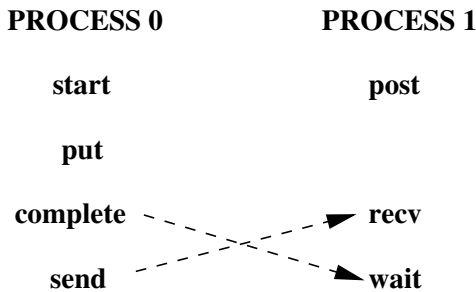 PROCESS 0 PROCESS 1
start post
put
complete recv
send wait